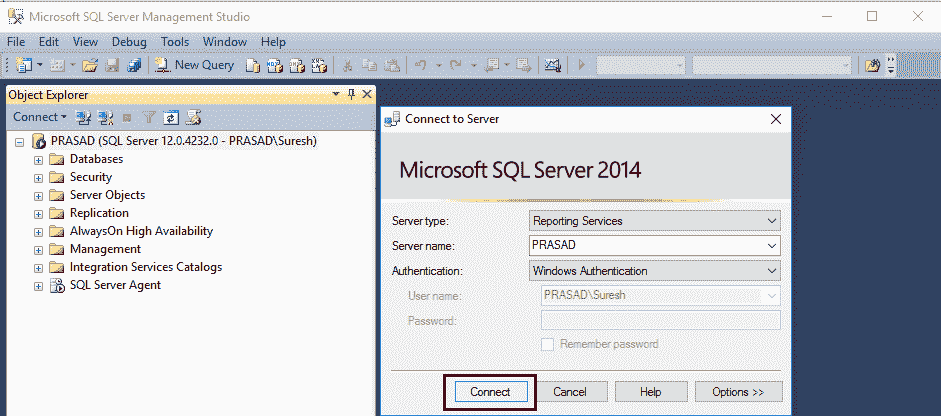 Microsoft SQL Server Management Studio
File Edit View Debug Tools Window Help
New Query
Object Explorer
Connect
PRASAD (SQL Server 12.0.4232.0 - PRASAD\Suresh)
Databases
Security
Server Objects
Replication
AlwaysOn High Availability
Management
Integration Services Catalogs
SQL Server Agent
Connect to Server
Microsoft SQL Server 2014
Server type: Reporting Services
Server name: PRASAD
Authentication: Windows Authentication
User name: PRASAD\Suresh
Password:
Remember password
Connect Cancel Help Options >>